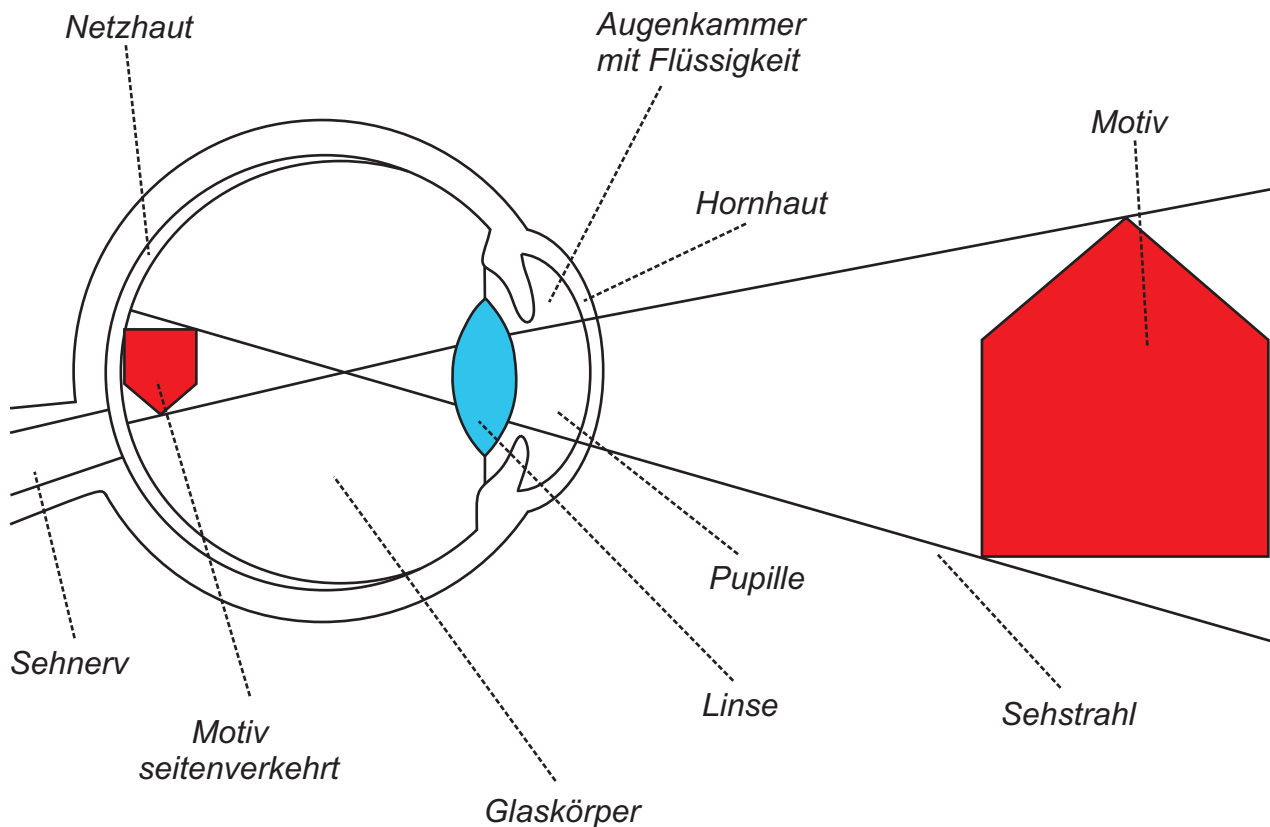 Netzhaut
Augenkammer
mit Flüssigkeit
Motiv
Hornhaut
Pupille
Sehnerv
Linse
Sehstrahl
Motiv
seitenverkehrt
Glaskörper